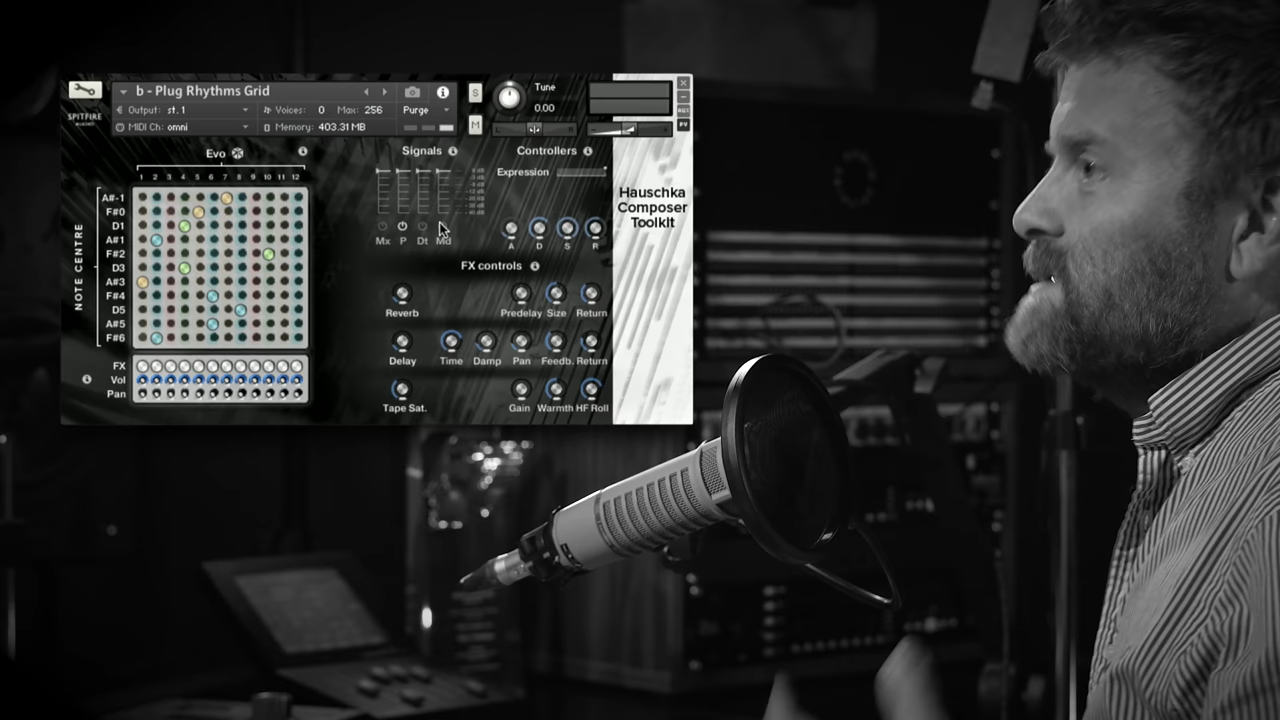 b - Plug Rhythms Grid
S
Tune
SPITFIRE
Output: st.1
Voices: 0 Max: 256
Purge
0.00
AUX
MIDI Ch: omni
Memory: 403.31 MB
M
L
R
PV
Evo
Signals
Controllers
1 2 3 4 5 6 7 8 9 10 11 12
Expression
Hauschka
Composer
Toolkit
NOTE CENTRE
A#-1
F#0
D1
A#1
F#2
D3
A#3
F#4
D5
A#5
F#6
Mx P Dt Md
A D S R
FX controls
Reverb Predelay Size Return
Delay Time Damp Pan Feedb. Return
Tape Sat. Gain Warmth HF Roll
FX
Vol
Pan